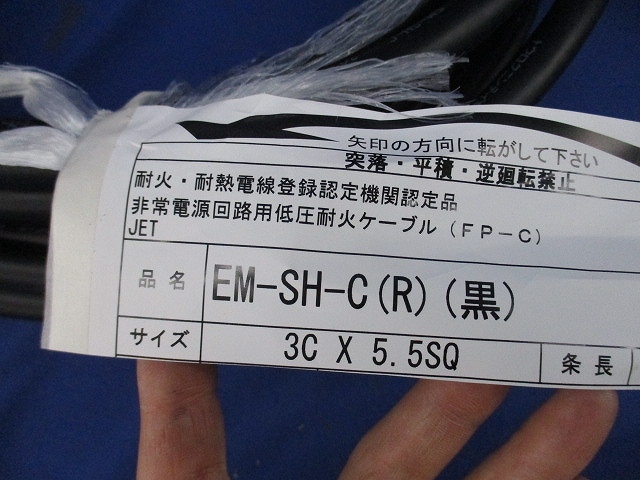 矢印の方向に転がして下さい
突落・平積・逆廻転禁止
耐火・耐熱電線登録認定機関認定品
非常電源回路用低圧耐火ケーブル(FP-C)
JET
品名 EM-SH-C(R)(黒)
サイズ 3C X 5.5SQ 条長